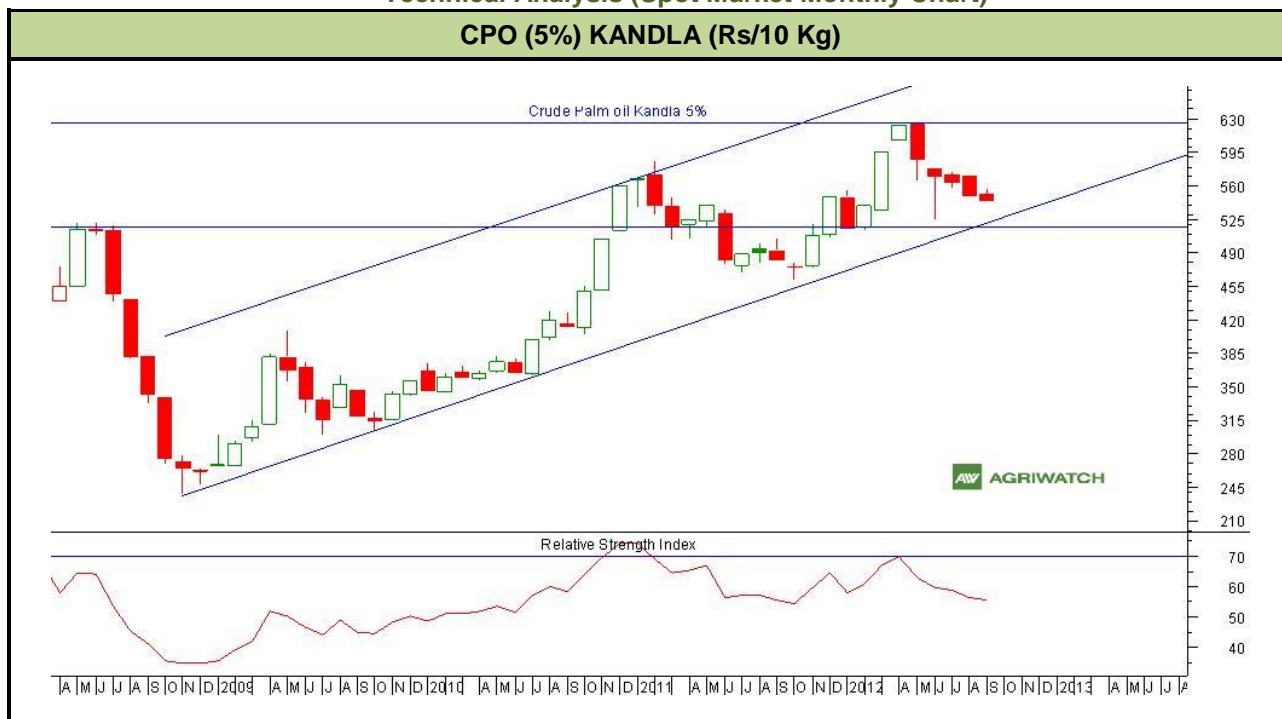 Technical Analysis (Spot Market Monthly Chart)
CPO (5%) KANDLA (Rs/10 Kg)
Crude Palm oil Kandla 5%
630
595
560
525
490
455
420
385
350
315
280
245
210
AW AGRIWATCH
Relative Strength Index
70
60
50
40
A M J J A S O N D 2009 A M J J A S O N D 2010 A M J J A S O N D 2011 A M J J A S O N D 2012 A M J J A S O N D 2013 A M J J A